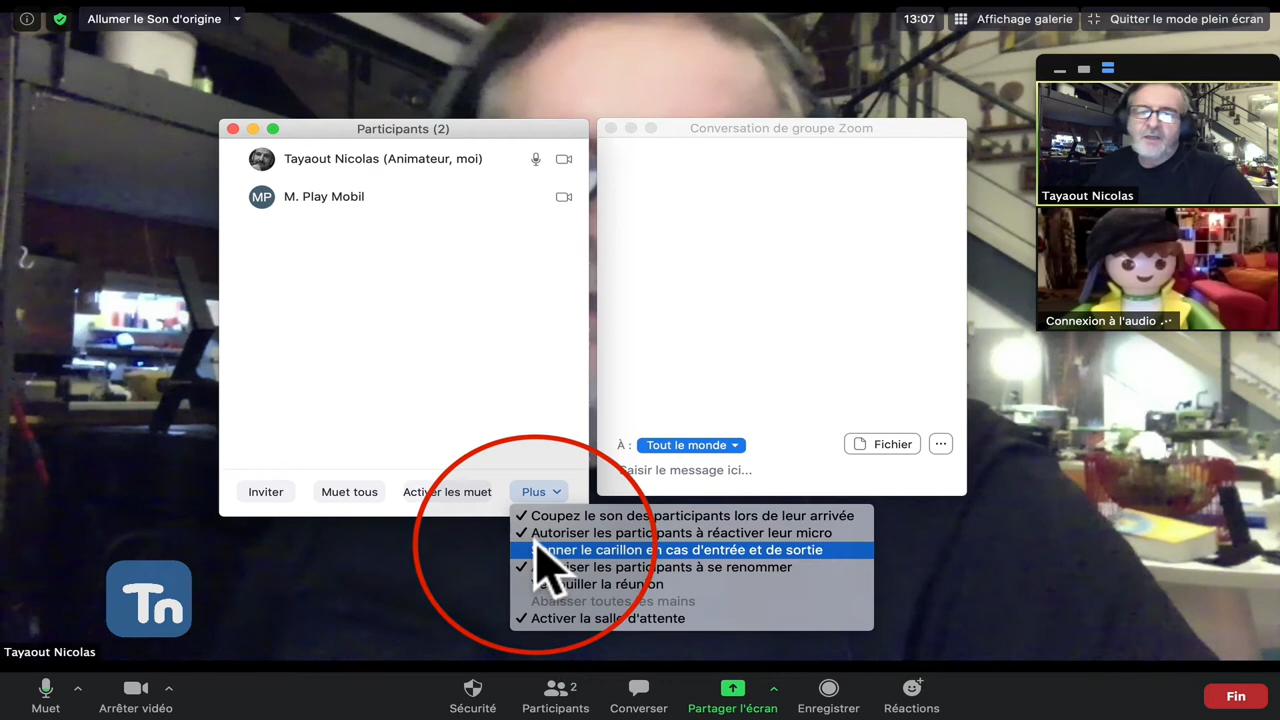 Allumer le Son d'origine
13:07
Affichage galerie
Quitter le mode plein écran
Participants (2)
Tayaout Nicolas (Animateur, moi)
MP
M. Play Mobil
Inviter
Muet tous
Activer les muet
Plus
Conversation de groupe Zoom
À :
Tout le monde
Fichier
Saisir le message ici...
Coupez le son des participants lors de leur arrivée
Autoriser les participants à réactiver leur micro
le carillon en cas d'entrée et de sortie
les participants à se renommer
la réunion
Abaisser toutes les mains
Activer la salle d'attente
Tayaout Nicolas
Connexion à l'audio ...
Tn
Tayaout Nicolas
Muet
Arrêter vidéo
Sécurité
2
Participants
Converser
Partager l'écran
Enregistrer
Réactions
Fin